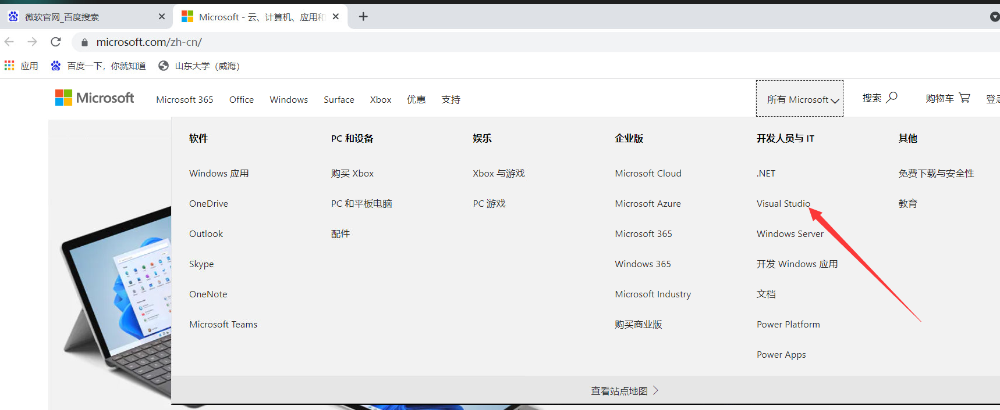 微软官网_百度搜索
Microsoft - 云、计算机、应用和
microsoft.com/zh-cn/
应用 百度一下，你就知道 山东大学（威海）
Microsoft Microsoft 365 Office Windows Surface Xbox 优惠 支持 所有 Microsoft 搜索 购物车 登录
软件 PC 和设备 娱乐 企业版 开发人员与 IT 其他
Windows 应用 购买 Xbox Xbox 与游戏 Microsoft Cloud .NET 免费下载与安全性
OneDrive PC 和平板电脑 PC 游戏 Microsoft Azure Visual Studio 教育
Outlook 配件 Microsoft 365 Windows Server
Skype Windows 365 开发 Windows 应用
OneNote Microsoft Industry 文档
Microsoft Teams 购买商业版 Power Platform
Power Apps
查看站点地图